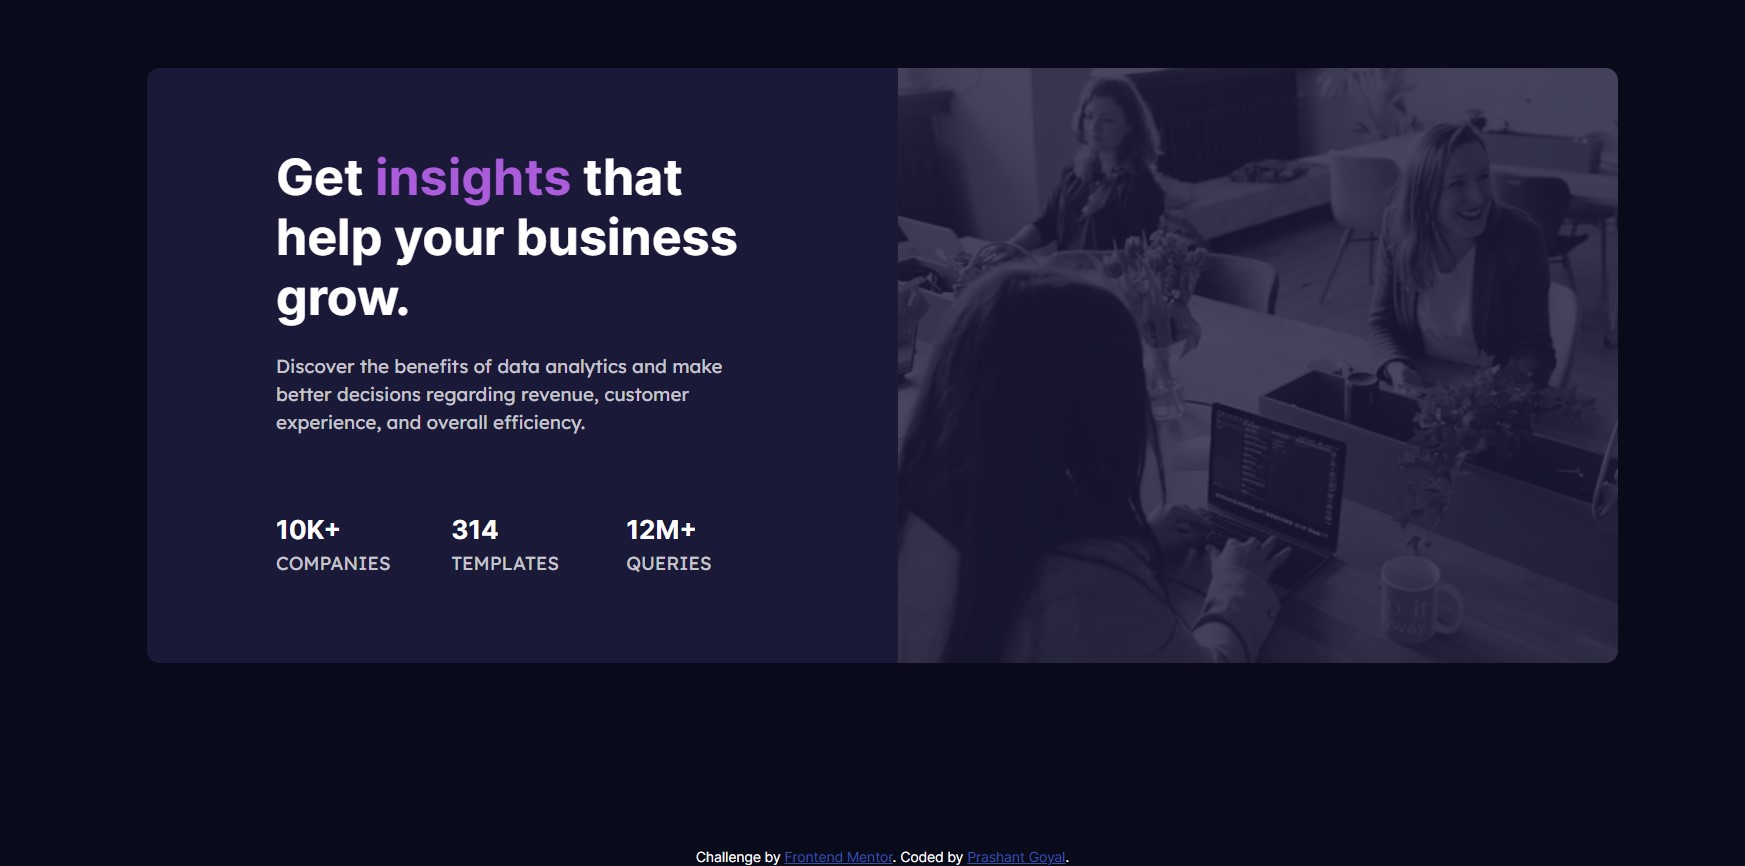 Get insights that
help your business
grow.
Discover the benefits of data analytics and make
better decisions regarding revenue, customer
experience, and overall efficiency.
10K+ 314 12M+
COMPANIES TEMPLATES QUERIES
Challenge by Frontend Mentor. Coded by Prashant Goyal.